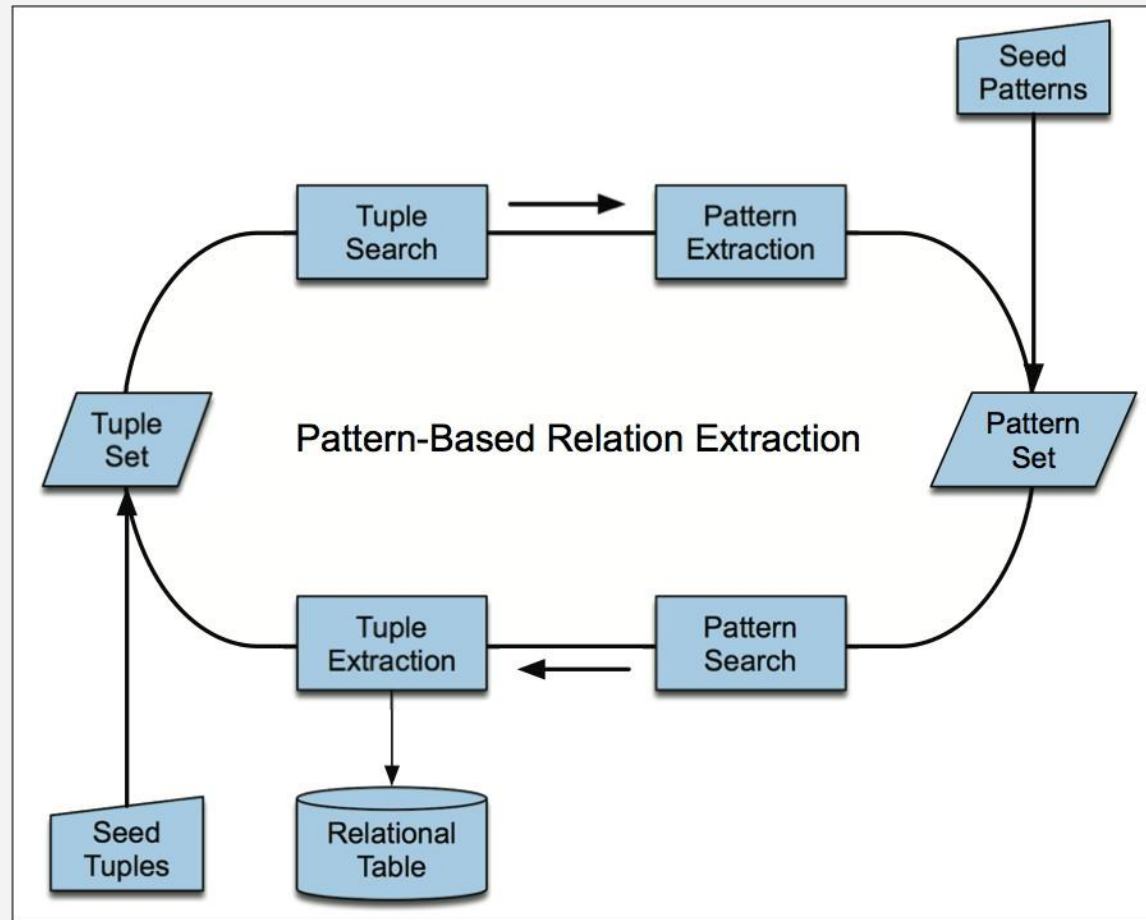 Seed
Patterns
Tuple
Search
Pattern
Extraction
Tuple
Set
Pattern-Based Relation Extraction
Pattern
Set
Tuple
Extraction
Pattern
Search
Seed
Tuples
Relational
Table